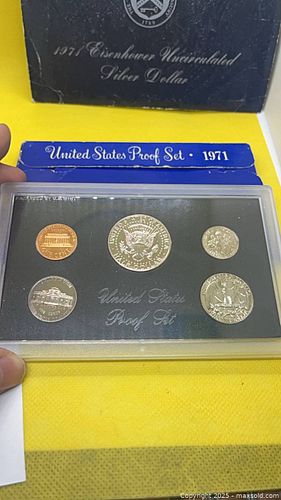 1971 Eisenhower Uncirculated
Silver Dollar
United States Proof Set · 1971
United States
Proof Set
Copyright 2025 - maxsold.com